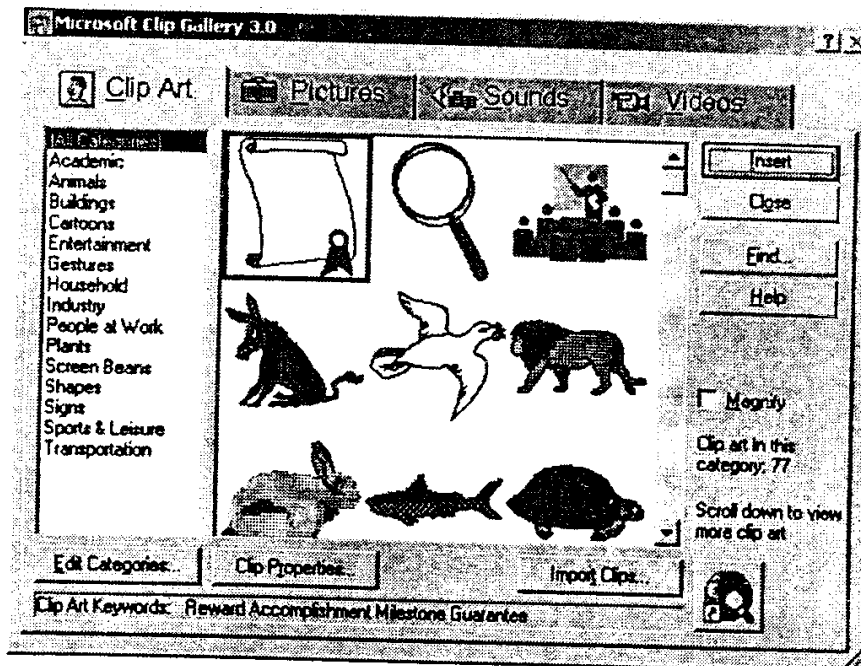 Microsoft Clip Gallery 3.0
? X
Clip Art
Pictures
Sounds
Videos
[All Categories]
Academic
Animals
Buildings
Cartoons
Entertainment
Gestures
Household
Industry
People at Work
Plants
Screen Beans
Shapes
Signs
Sports & Leisure
Transportation
Insert
Close
Find...
Help
Magnify
Clip art in this
category: 77
Scroll down to view
more clip art
Edit Categories...
Clip Properties...
Import Clips...
Clip Art Keywords: Reward Accomplishment Milestone Guarantee